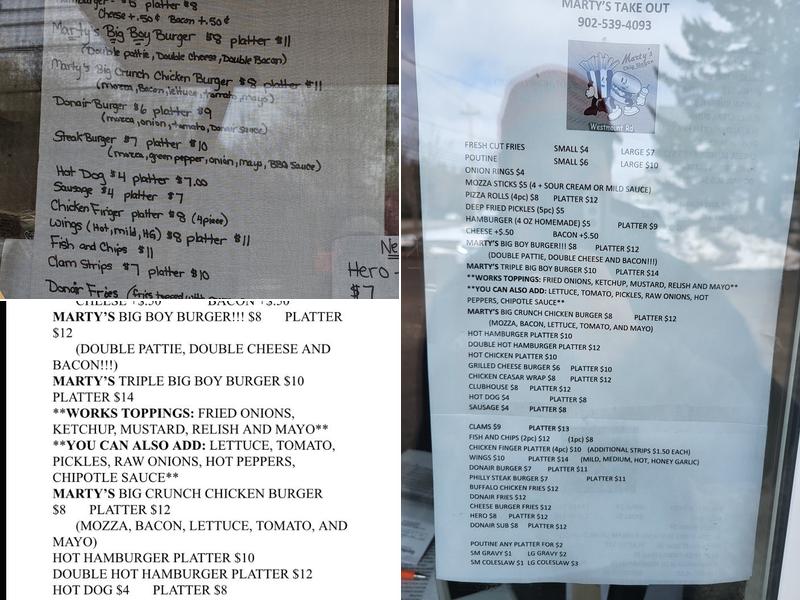 Hamburger $6 platter $8
Cheese +.50¢ Bacon +.50¢
Marty's Big Boy Burger $8 platter $11
(Double pattie, Double Cheese, Double Bacon)
Marty's Big Crunch Chicken Burger $8 platter $11
(mozza, Bacon, lettuce, tomato, mayo)
Donair Burger $6 platter $9
(mozza, onion, tomato, Donair sauce)
Steak Burger $7 platter $10
(mozza, green pepper, onion, mayo, BBQ Sauce)
Hot Dog $4 platter $7.00
Sausage $4 platter $7
Chicken Finger platter $8 (4piece)
Wings (Hot, mild, HG) $8 platter $11
Fish and Chips $11
Clam Strips $7 platter $10
Donair Fries (fries topped with
Ne
Hero -
$7
CHEESE +$.50 BACON +$.50
MARTY'S BIG BOY BURGER!!! $8 PLATTER
$12
(DOUBLE PATTIE, DOUBLE CHEESE AND
BACON!!!)
MARTY'S TRIPLE BIG BOY BURGER $10
PLATTER $14
**WORKS TOPPINGS: FRIED ONIONS,
KETCHUP, MUSTARD, RELISH AND MAYO**
**YOU CAN ALSO ADD: LETTUCE, TOMATO,
PICKLES, RAW ONIONS, HOT PEPPERS,
CHIPOTLE SAUCE**
MARTY'S BIG CRUNCH CHICKEN BURGER
$8 PLATTER $12
(MOZZA, BACON, LETTUCE, TOMATO, AND
MAYO)
HOT HAMBURGER PLATTER $10
DOUBLE HOT HAMBURGER PLATTER $12
HOT DOG $4 PLATTER $8
MARTY'S TAKE OUT
902-539-4093
Marty's
Westmount Rd
FRESH CUT FRIES SMALL $4 LARGE $7
POUTINE SMALL $6 LARGE $10
ONION RINGS $4
MOZZA STICKS $5 (4 + SOUR CREAM OR MILD SAUCE)
PIZZA ROLLS (4pc) $8 PLATTER $12
DEEP FRIED PICKLES (5pc) $5
HAMBURGER (4 OZ HOMEMADE) $5 PLATTER $9
CHEESE +$.50 BACON +$.50
MARTY'S BIG BOY BURGER!!! $8 PLATTER $12
(DOUBLE PATTIE, DOUBLE CHEESE AND BACON!!!)
MARTY'S TRIPLE BIG BOY BURGER $10 PLATTER $14
**WORKS TOPPINGS: FRIED ONIONS, KETCHUP, MUSTARD, RELISH AND MAYO**
**YOU CAN ALSO ADD: LETTUCE, TOMATO, PICKLES, RAW ONIONS, HOT
PEPPERS, CHIPOTLE SAUCE**
MARTY'S BIG CRUNCH CHICKEN BURGER $8 PLATTER $12
(MOZZA, BACON, LETTUCE, TOMATO, AND MAYO)
HOT HAMBURGER PLATTER $10
DOUBLE HOT HAMBURGER PLATTER $12
HOT CHICKEN PLATTER $10
GRILLED CHEESE BURGER $6 PLATTER $10
CHICKEN CEASAR WRAP $8 PLATTER $12
CLUBHOUSE $8 PLATTER $12
HOT DOG $4 PLATTER $8
SAUSAGE $4 PLATTER $8
CLAMS $9 PLATTER $13
FISH AND CHIPS (2pc) $12 (1pc) $8
CHICKEN FINGER PLATTER (4pc) $10 (ADDITIONAL STRIPS $1.50 EACH)
WINGS $10 PLATTER $14 (MILD, MEDIUM, HOT, HONEY GARLIC)
DONAIR BURGER $7 PLATTER $11
PHILLY STEAK BURGER $7 PLATTER $11
BUFFALO CHICKEN FRIES $12
DONAIR FRIES $12
CHEESE BURGER FRIES $12
HERO $8 PLATTER $12
DONAIR SUB $8 PLATTER $12
POUTINE ANY PLATTER FOR $2
SM GRAVY $1 LG GRAVY $2
SM COLESLAW $1 LG COLESLAW $3